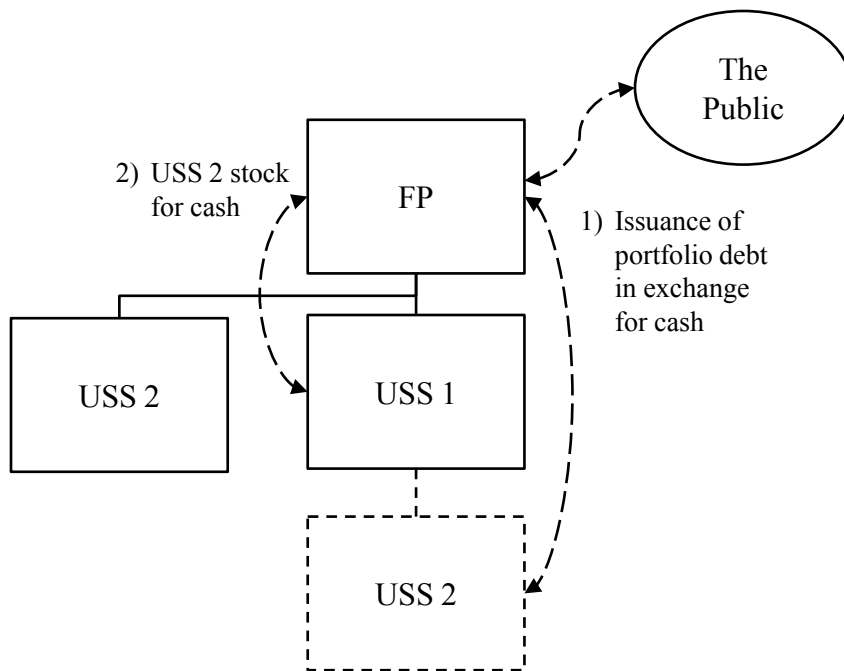 The
Public
2) USS 2 stock
for cash
FP
1) Issuance of
portfolio debt
in exchange
for cash
USS 2
USS 1
USS 2